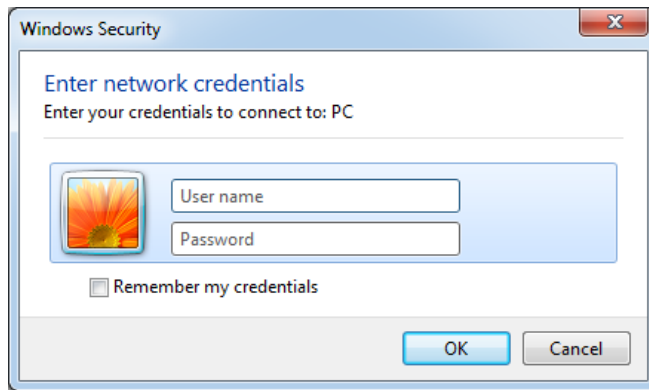 Windows Security
Enter network credentials
Enter your credentials to connect to: PC
User name
Password
Remember my credentials
OK Cancel